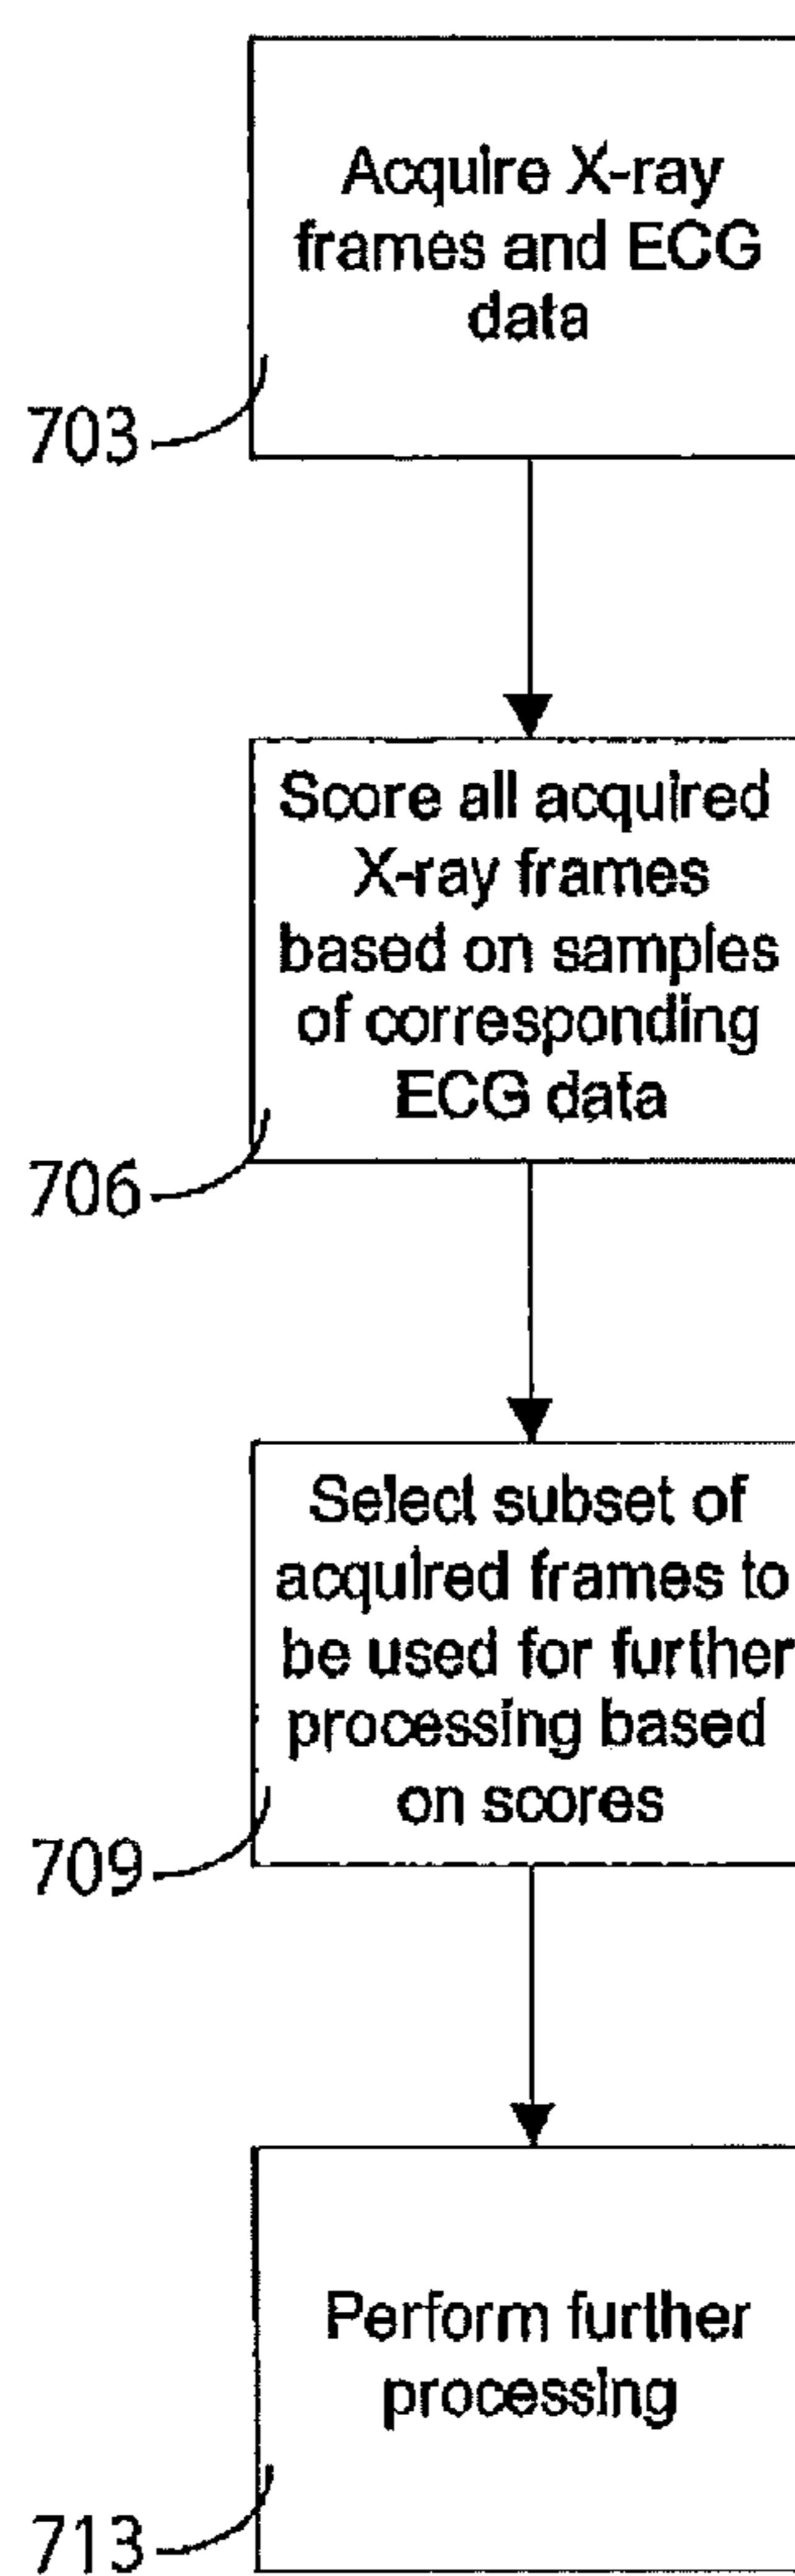 Acquire X-ray
frames and ECG
data
703
Score all acquired
X-ray frames
based on samples
of corresponding
ECG data
706
Select subset of
acquired frames to
be used for further
processing based
on scores
709
Perform further
processing
713